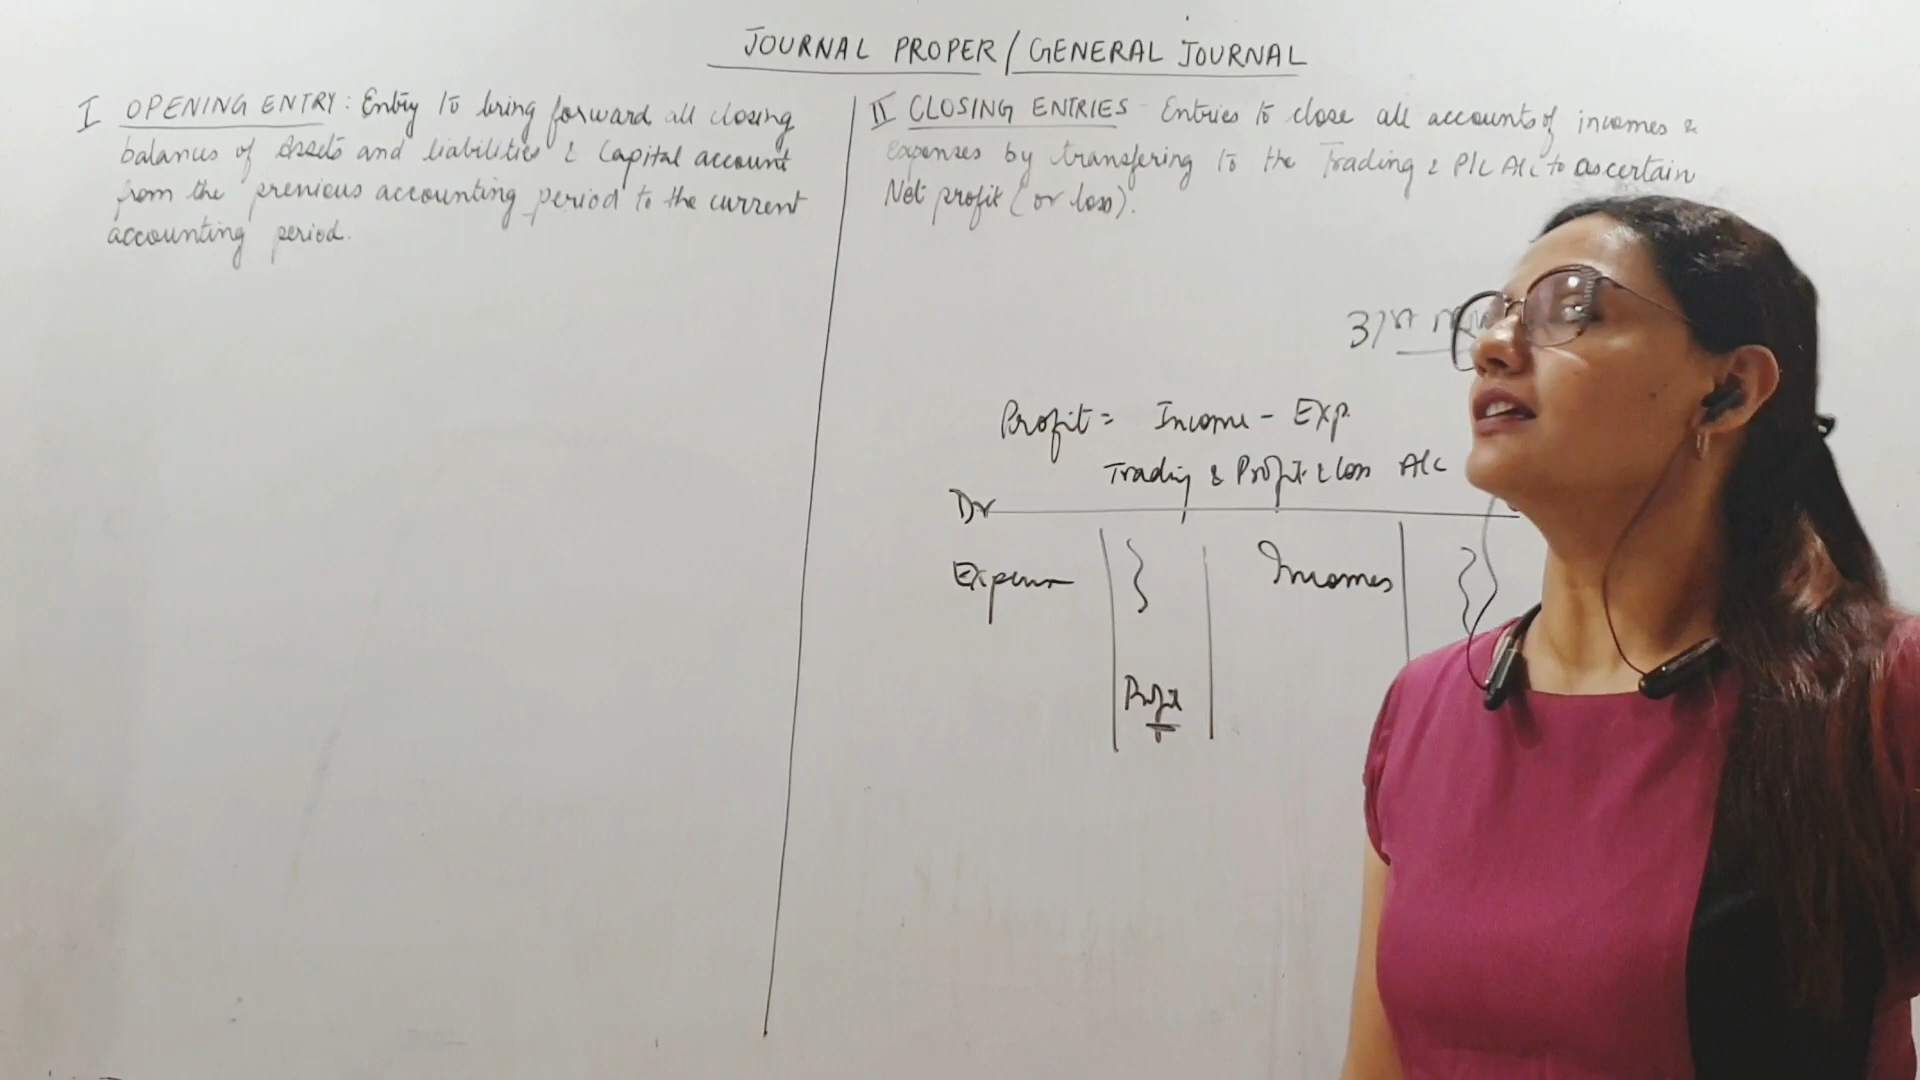 JOURNAL PROPER / GENERAL JOURNAL
I OPENING ENTRY : Entry to bring forward all closing
balances of Assets and liabilities & Capital account
from the previous accounting period to the current
accounting period.
II CLOSING ENTRIES - Entries to close all accounts of incomes &
expenses by transfering to the Trading & P/L A/c to ascertain
Net profit (or loss).
31st
Profit = Income - Exp.
Trading & Profit & loss A/c
Dr
Expense Incomes
Profit